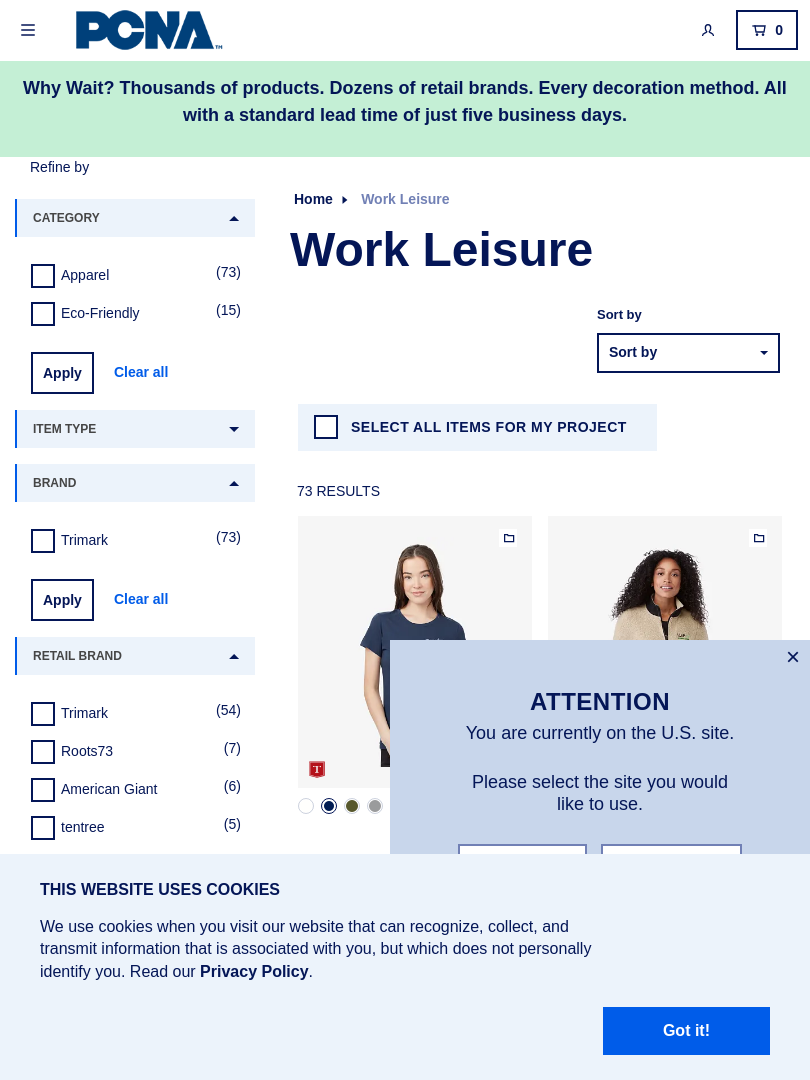 PCNA™
0
Why Wait? Thousands of products. Dozens of retail brands. Every decoration method. All
with a standard lead time of just five business days.
Refine by
CATEGORY
Apparel (73)
Eco-Friendly (15)
Apply Clear all
ITEM TYPE
BRAND
Trimark (73)
Apply Clear all
RETAIL BRAND
Trimark (54)
Roots73 (7)
American Giant (6)
tentree (5)
Home Work Leisure
Work Leisure
Sort by
Sort by
SELECT ALL ITEMS FOR MY PROJECT
73 RESULTS
T
×
ATTENTION
You are currently on the U.S. site.
Please select the site you would
like to use.
THIS WEBSITE USES COOKIES
We use cookies when you visit our website that can recognize, collect, and
transmit information that is associated with you, but which does not personally
identify you. Read our Privacy Policy.
Got it!